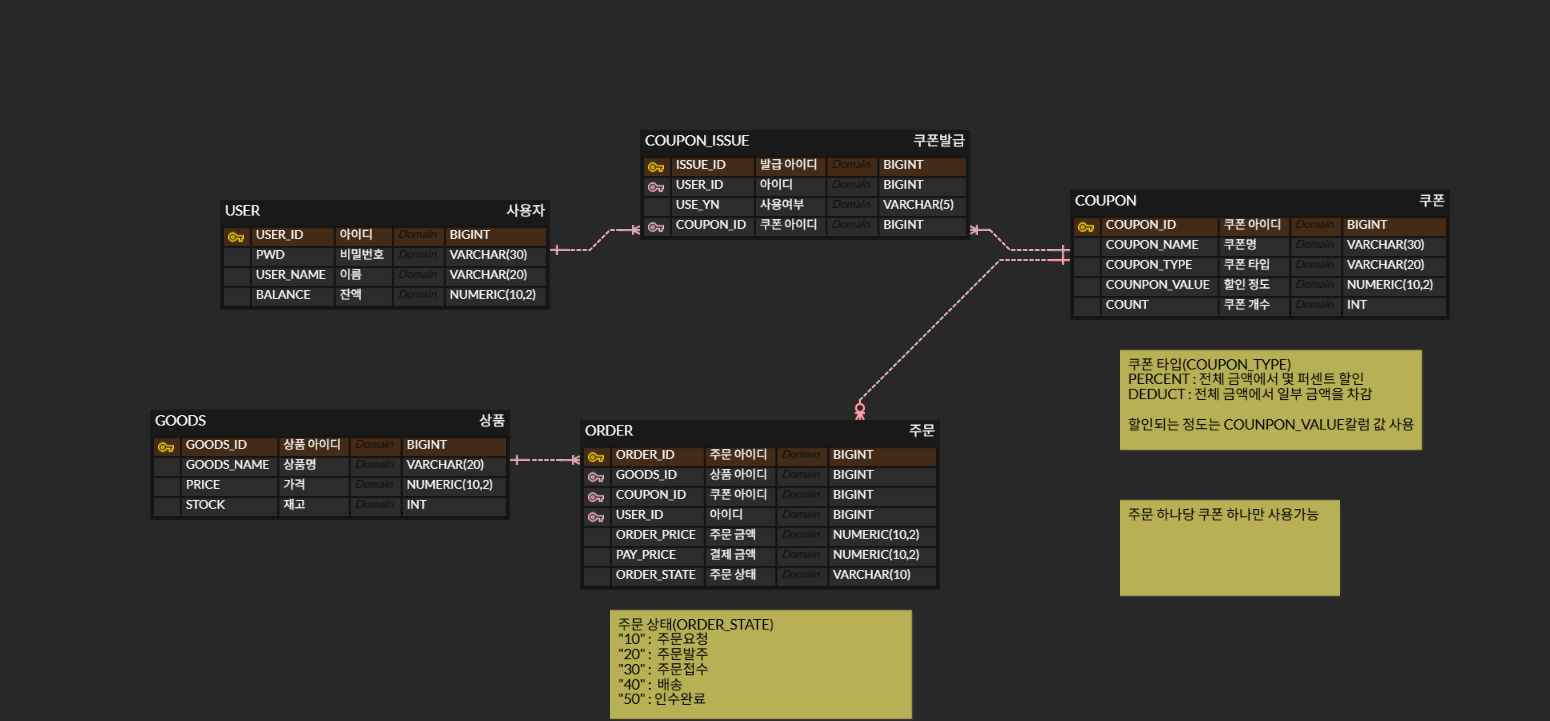 COUPON_ISSUE 쿠폰발급
ISSUE_ID 발급 아이디 Domain BIGINT
USER_ID 아이디 Domain BIGINT
USE_YN 사용여부 Domain VARCHAR(5)
COUPON_ID 쿠폰 아이디 Domain BIGINT
USER 사용자
USER_ID 아이디 Domain BIGINT
PWD 비밀번호 Domain VARCHAR(30)
USER_NAME 이름 Domain VARCHAR(20)
BALANCE 잔액 Domain NUMERIC(10,2)
COUPON 쿠폰
COUPON_ID 쿠폰 아이디 Domain BIGINT
COUPON_NAME 쿠폰명 Domain VARCHAR(30)
COUPON_TYPE 쿠폰 타입 Domain VARCHAR(20)
COUNPON_VALUE 할인 정도 Domain NUMERIC(10,2)
COUNT 쿠폰 개수 Domain INT
쿠폰 타입(COUPON_TYPE)
PERCENT : 전체 금액에서 몇 퍼센트 할인
DEDUCT : 전체 금액에서 일부 금액을 차감
할인되는 정도는 COUNPON_VALUE칼럼 값 사용
GOODS 상품
GOODS_ID 상품 아이디 Domain BIGINT
GOODS_NAME 상품명 Domain VARCHAR(20)
PRICE 가격 Domain NUMERIC(10,2)
STOCK 재고 Domain INT
ORDER 주문
ORDER_ID 주문 아이디 Domain BIGINT
GOODS_ID 상품 아이디 Domain BIGINT
COUPON_ID 쿠폰 아이디 Domain BIGINT
USER_ID 아이디 Domain BIGINT
ORDER_PRICE 주문 금액 Domain NUMERIC(10,2)
PAY_PRICE 결제 금액 Domain NUMERIC(10,2)
ORDER_STATE 주문 상태 Domain VARCHAR(10)
주문 하나당 쿠폰 하나만 사용가능
주문 상태(ORDER_STATE)
"10" : 주문요청
"20" : 주문발주
"30" : 주문접수
"40" : 배송
"50" : 인수완료